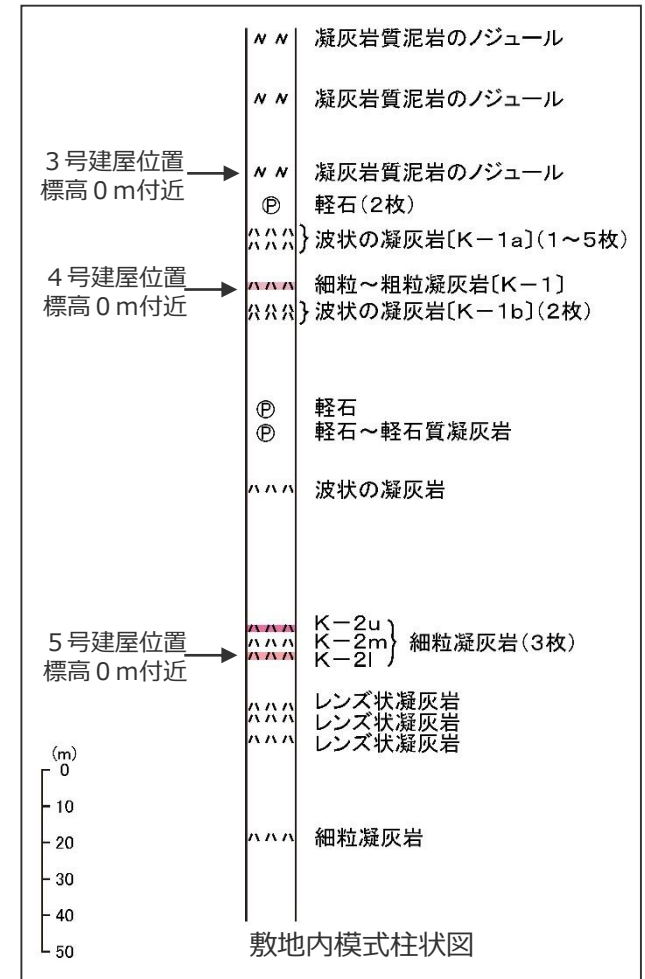 凝灰岩質泥岩のノジュール
凝灰岩質泥岩のノジュール
3号建屋位置
標高0m付近
凝灰岩質泥岩のノジュール
Ⓟ 軽石(2枚)
波状の凝灰岩〔K-1a〕(1~5枚)
4号建屋位置
標高0m付近
細粒~粗粒凝灰岩〔K-1〕
波状の凝灰岩〔K-1b〕(2枚)
Ⓟ 軽石
Ⓟ 軽石~軽石質凝灰岩
波状の凝灰岩
5号建屋位置
標高0m付近
K-2u
K-2m
K-2l
細粒凝灰岩(3枚)
レンズ状凝灰岩
レンズ状凝灰岩
レンズ状凝灰岩
(m)
0
10
20
30
40
50
細粒凝灰岩
敷地内模式柱状図